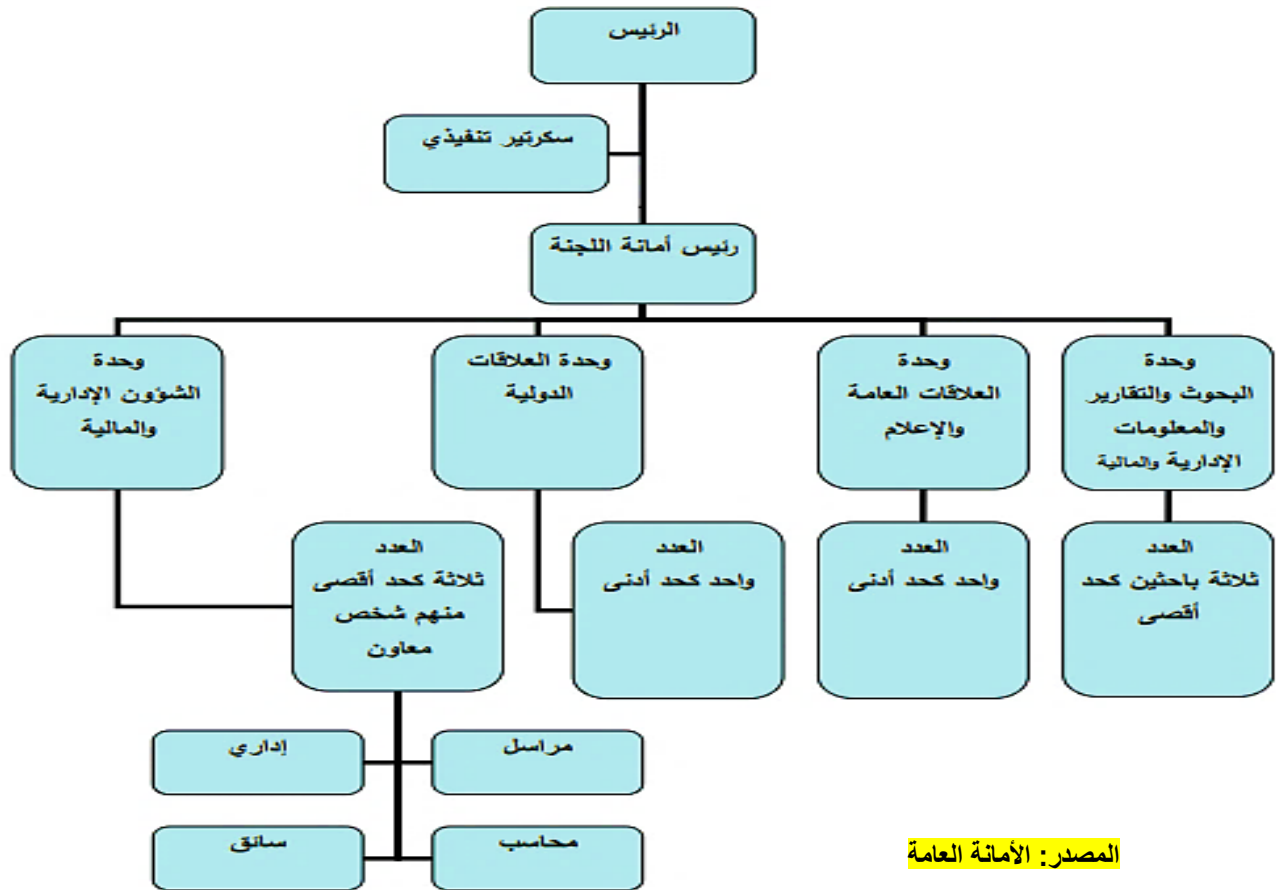 الرئيس
سكرتير تنفيذي
رئيس أمانة اللجنة
وحدة
البحوث والتقارير
والمعلومات
الإدارية والمالية
وحدة
العلاقات العامة
والإعلام
وحدة العلاقات
الدولية
وحدة
الشؤون الإدارية
والمالية
العدد
ثلاثة باحثين كحد
أقصى
العدد
واحد كحد أدنى
العدد
واحد كحد أدنى
العدد
ثلاثة كحد أقصى
منهم شخص
معاون
مراسل
إداري
محاسب
سائق
المصدر: الأمانة العامة